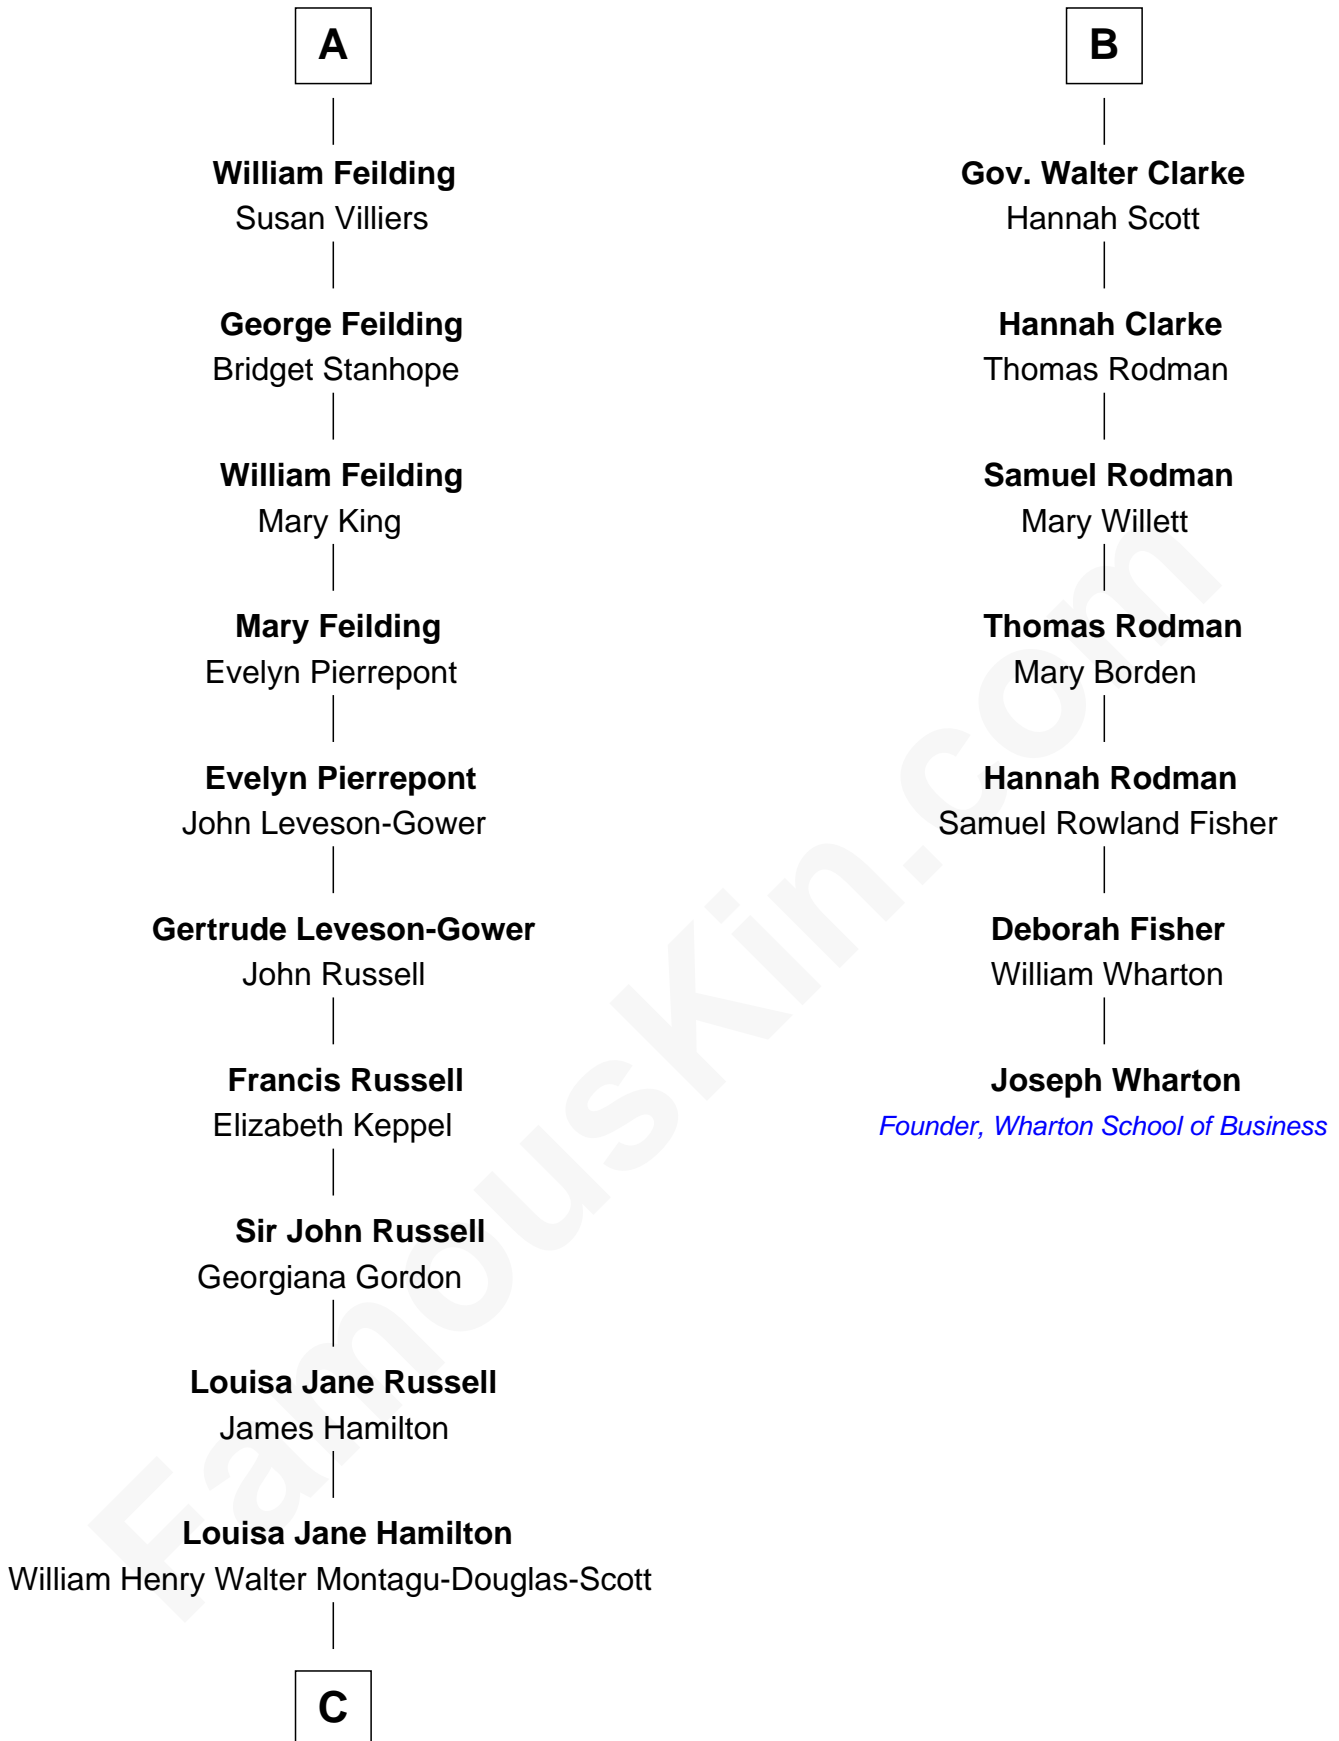 A
William Feilding
Susan Villiers
George Feilding
Bridget Stanhope
William Feilding
Mary King
Mary Feilding
Evelyn Pierrepont
Evelyn Pierrepont
John Leveson-Gower
Gertrude Leveson-Gower
John Russell
Francis Russell
Elizabeth Keppel
Sir John Russell
Georgiana Gordon
Louisa Jane Russell
James Hamilton
Louisa Jane Hamilton
William Henry Walter Montagu-Douglas-Scott
C
B
Gov. Walter Clarke
Hannah Scott
Hannah Clarke
Thomas Rodman
Samuel Rodman
Mary Willett
Thomas Rodman
Mary Borden
Hannah Rodman
Samuel Rowland Fisher
Deborah Fisher
William Wharton
Joseph Wharton
Founder, Wharton School of Business
FamousKin.com